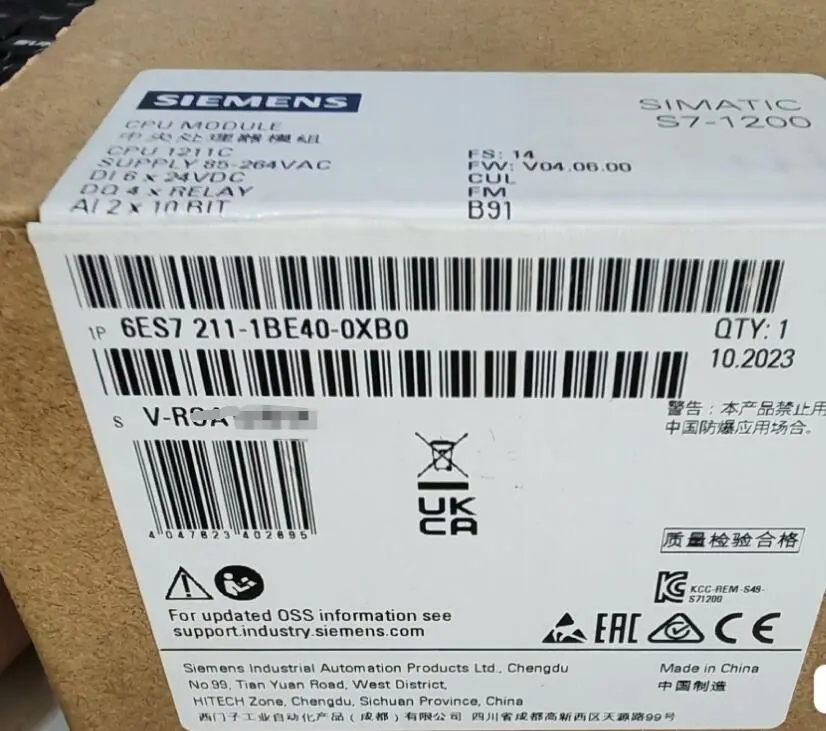 SIEMENS
SIMATIC
S7-1200
CPU MODULE
中央处理器模組
CPU 1211C
SUPPLY 85-264VAC
DI 6 x 24VDC
DQ 4 x RELAY
AI 2 x 10 BIT
FS: 14
FW: V04.06.00
CUL
FM
B91
1P 6ES7 211-1BE40-0XB0
QTY: 1
10.2023
S V-R
警告：本产品禁止用
中国防爆应用场合。
4 047623 402695
UK
CA
质量检验合格
KCC-REM-S49-
S71200
For updated OSS information see
support.industry.siemens.com
EAC CE
Siemens Industrial Automation Products Ltd., Chengdu
No.99, Tian Yuan Road, West District,
HITECH Zone, Chengdu, Sichuan Province, China
西门子工业自动化产品（成都）有限公司 四川省成都高新西区天源路99号
Made in China
中国制造